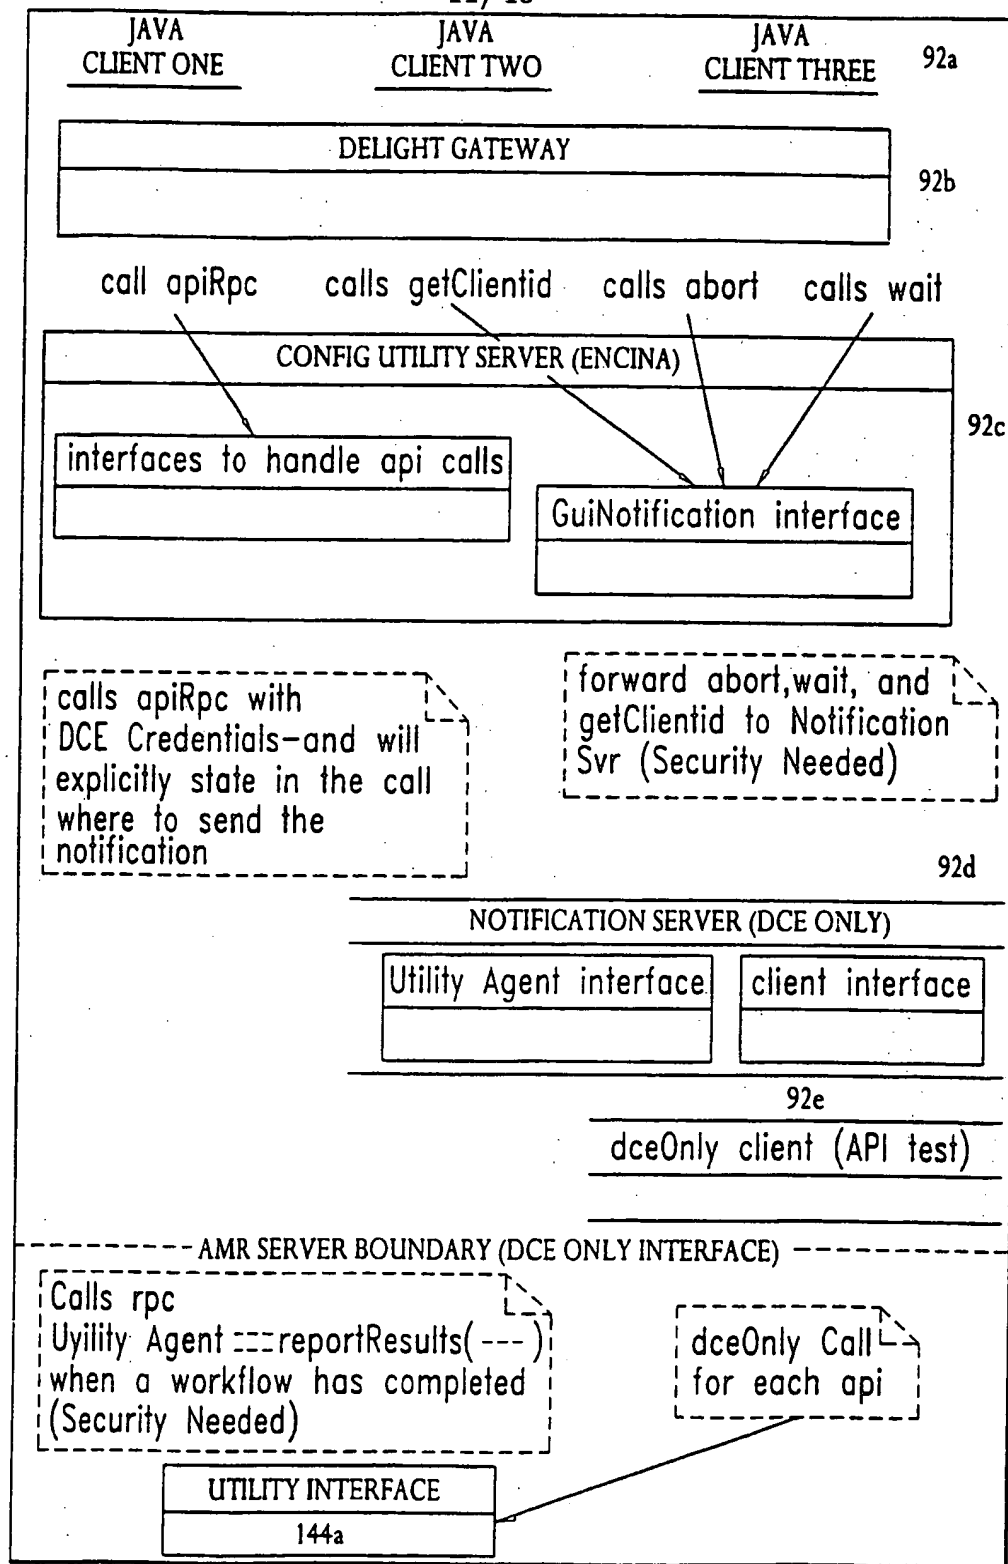 JAVA
CLIENT ONE
JAVA
CLIENT TWO
JAVA
CLIENT THREE
92a
DELIGHT GATEWAY
92b
call apiRpc
calls getClientid
calls abort
calls wait
CONFIG UTILITY SERVER (ENCINA)
92c
interfaces to handle api calls
GuiNotification interface
calls apiRpc with
DCE Credentials-and will
explicitly state in the call
where to send the
notification
forward abort,wait, and
getClientid to Notification
Svr (Security Needed)
92d
NOTIFICATION SERVER (DCE ONLY)
Utility Agent interface
client interface
92e
dceOnly client (API test)
AMR SERVER BOUNDARY (DCE ONLY INTERFACE)
Calls rpc
Uyility Agent :::reportResults( --- )
when a workflow has completed
(Security Needed)
dceOnly Call
for each api
UTILITY INTERFACE
144a